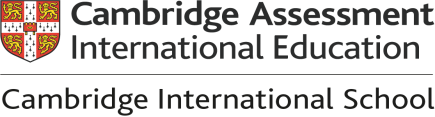 Cambridge Assessment
International Education
Cambridge International School